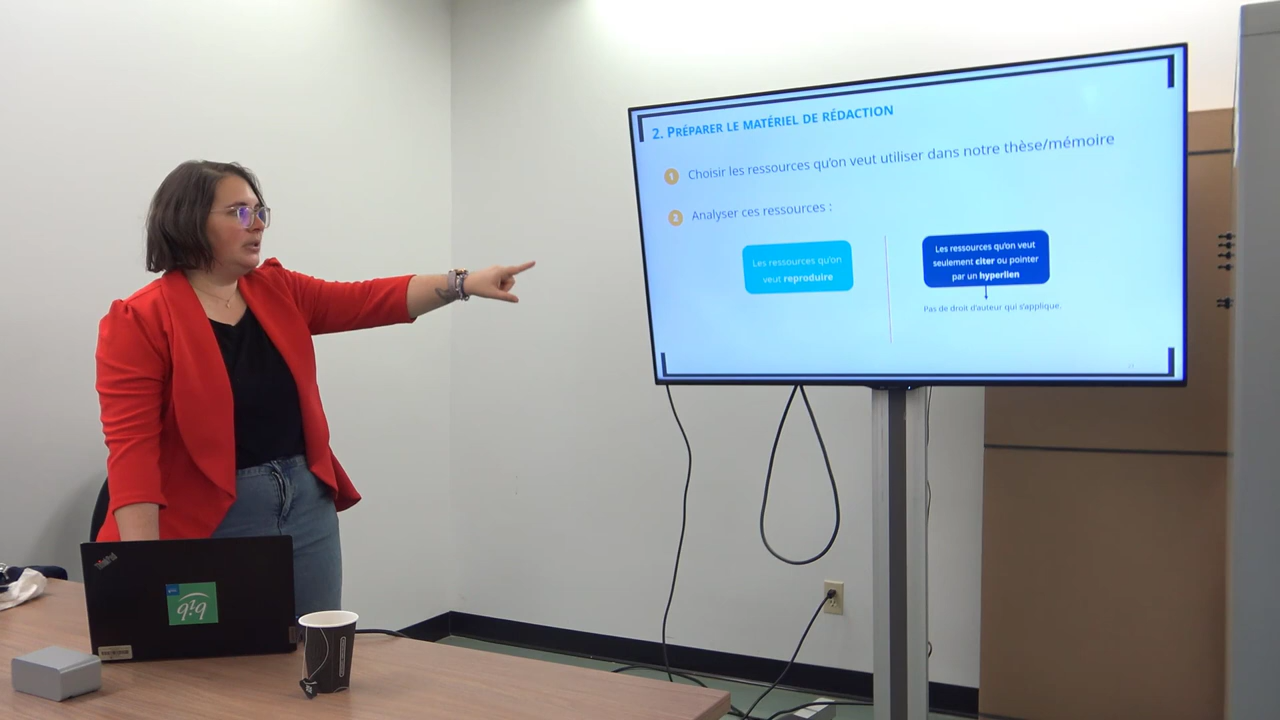 2. PRÉPARER LE MATÉRIEL DE RÉDACTION
1 Choisir les ressources qu'on veut utiliser dans notre thèse/mémoire
2 Analyser ces ressources :
Les ressources qu'on
veut reproduire
Les ressources qu'on veut
seulement citer ou pointer
par un hyperlien
Pas de droit d'auteur qui s'applique.
ThinkPad
bib